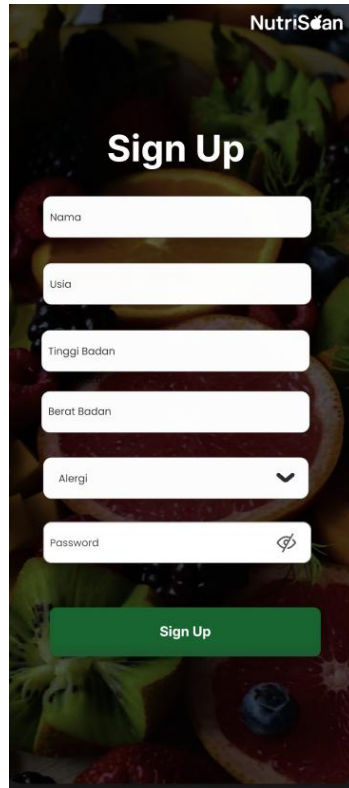 NutriScan
Sign Up
Nama
Usia
Tinggi Badan
Berat Badan
Alergi
Password
Sign Up